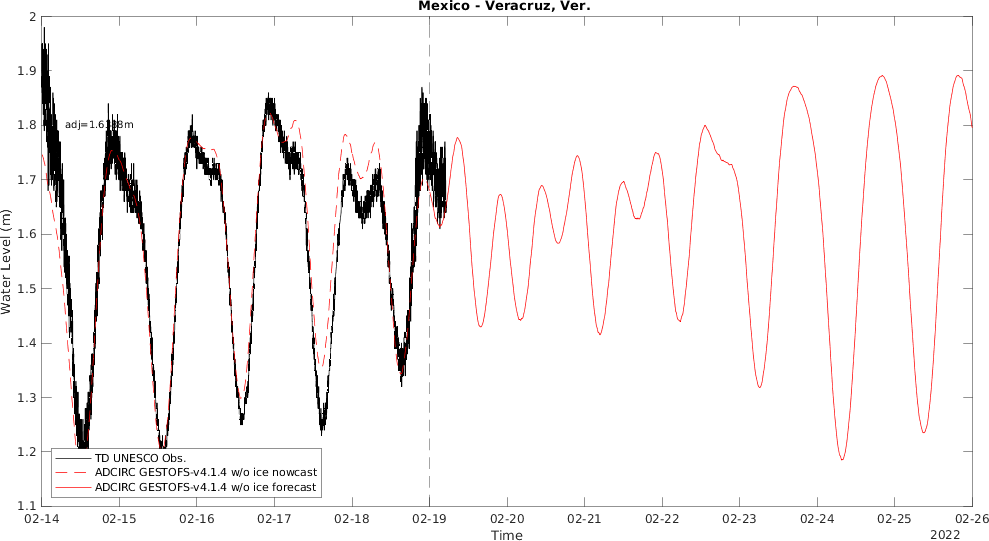 Mexico - Veracruz, Ver.
2
1.9
1.8
1.7
1.6
1.5
1.4
1.3
1.2
1.1
Water Level (m)
TD UNESCO Obs.
ADCIRC GESTOFS-v4.1.4 w/o ice nowcast
ADCIRC GESTOFS-v4.1.4 w/o ice forecast
02-14 02-15 02-16 02-17 02-18 02-19 02-20 02-21 02-22 02-23 02-24 02-25 02-26
Time
2022